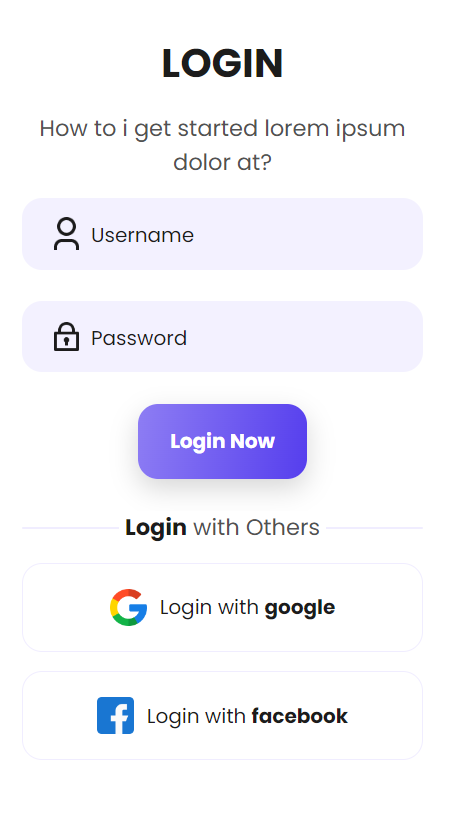 LOGIN
How to i get started lorem ipsum
dolor at?
Username
Password
Login Now
Login with Others
Login with google
Login with facebook